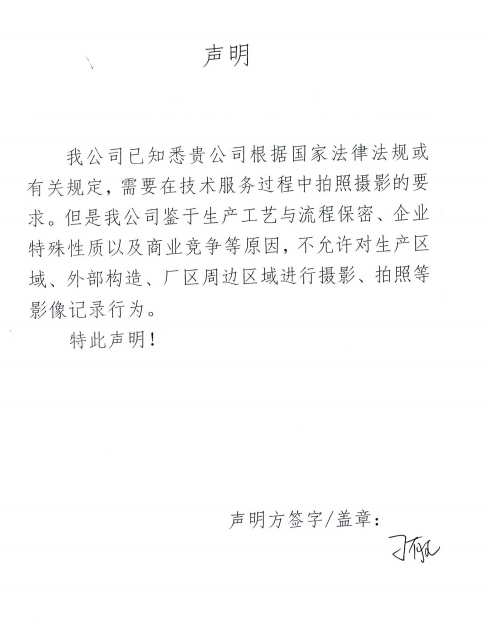 声明
我公司已知悉贵公司根据国家法律法规或
有关规定，需要在技术服务过程中拍照摄影的要
求。但是我公司鉴于生产工艺与流程保密、企业
特殊性质以及商业竞争等原因，不允许对生产区
域、外部构造、厂区周边区域进行摄影、拍照等
影像记录行为。
特此声明！
声明方签字/盖章：